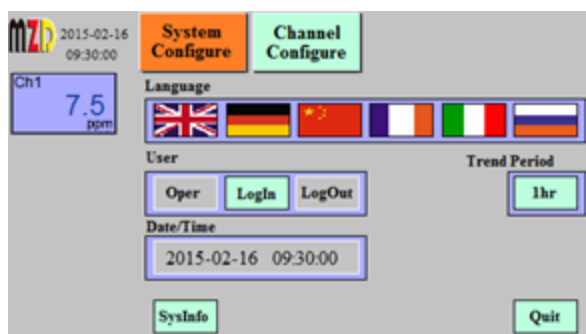 MZD 2015-02-16
09:30:00
System
Configure
Channel
Configure
Ch1
7.5
ppm
Language
User
Trend Period
Oper LogIn LogOut
1hr
Date/Time
2015-02-16 09:30:00
SysInfo
Quit